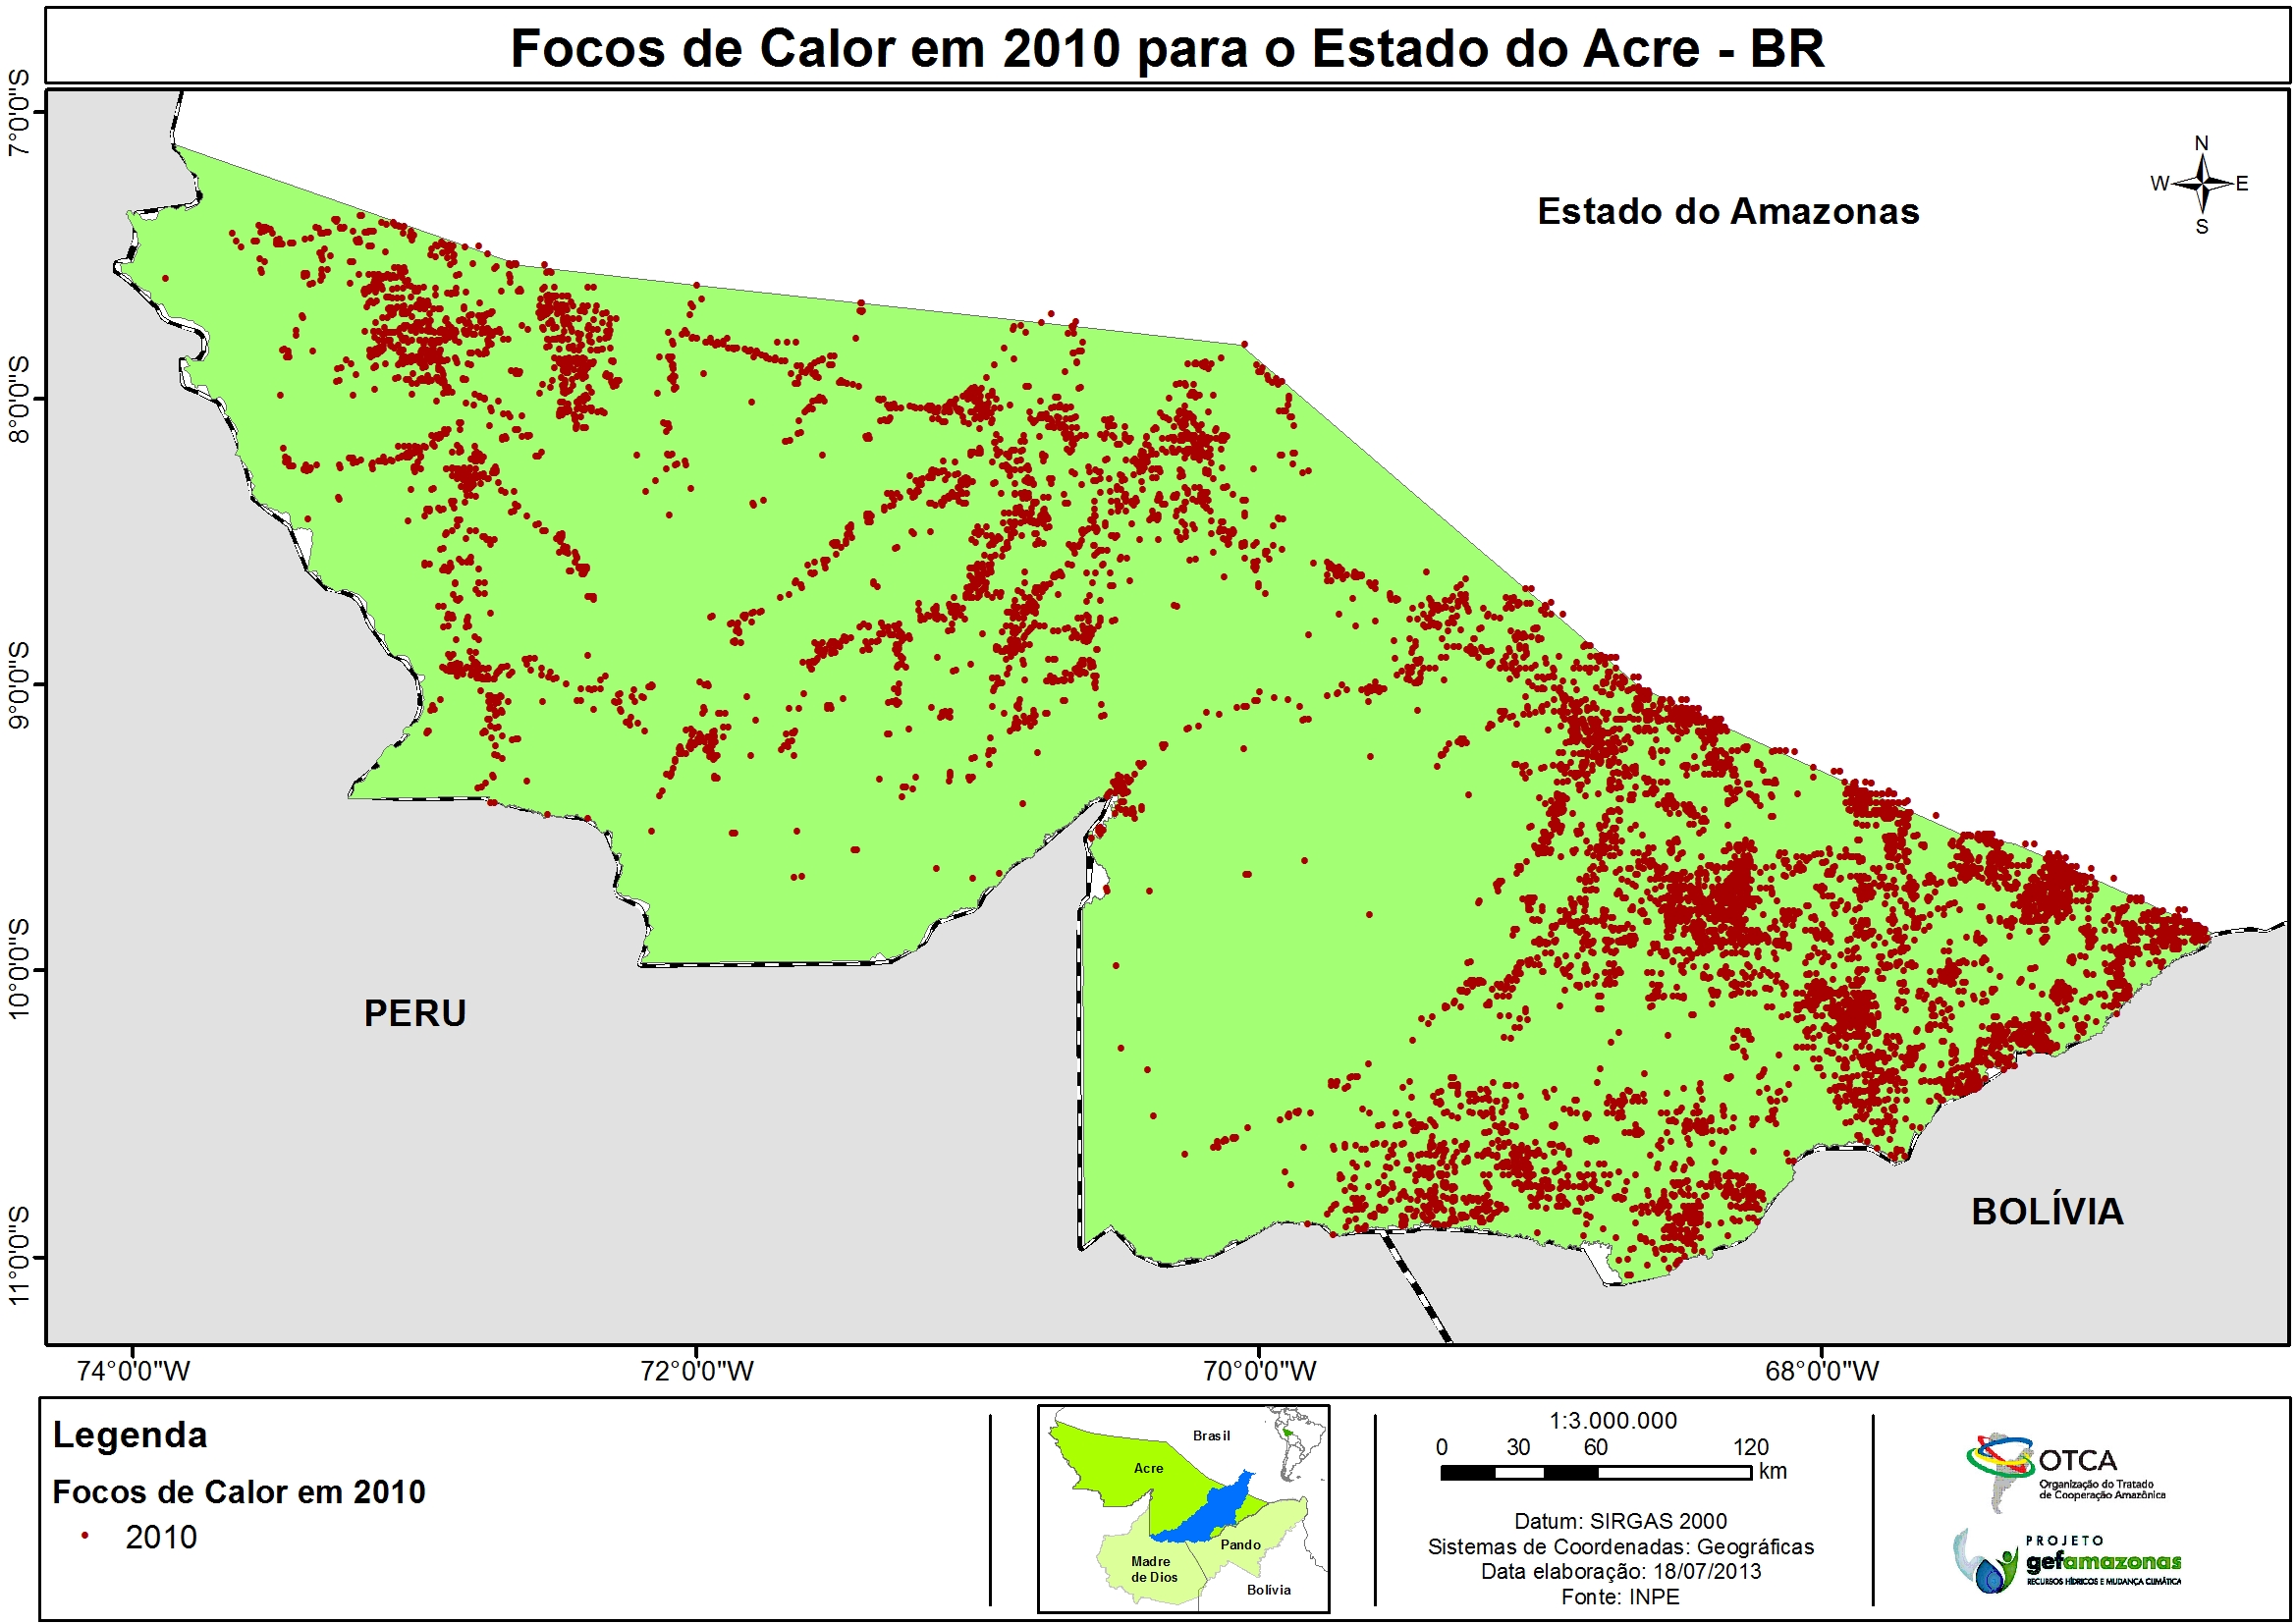 Focos de Calor em 2010 para o Estado do Acre - BR
7°0'0"S
8°0'0"S
9°0'0"S
10°0'0"S
11°0'0"S
Estado do Amazonas
N
W
E
S
PERU
BOLÍVIA
74°0'0"W
72°0'0"W
70°0'0"W
68°0'0"W
Legenda
Focos de Calor em 2010
2010
Brasil
Acre
Pando
Madre
de Dios
Bolívia
1:3.000.000
0 30 60 120
km
Datum: SIRGAS 2000
Sistemas de Coordenadas: Geográficas
Data elaboração: 18/07/2013
Fonte: INPE
OTCA
Organização do Tratado
de Cooperação Amazônica
PROJETO
gefamazonas
RECURSOS HÍDRICOS E MUDANÇA CLIMÁTICA